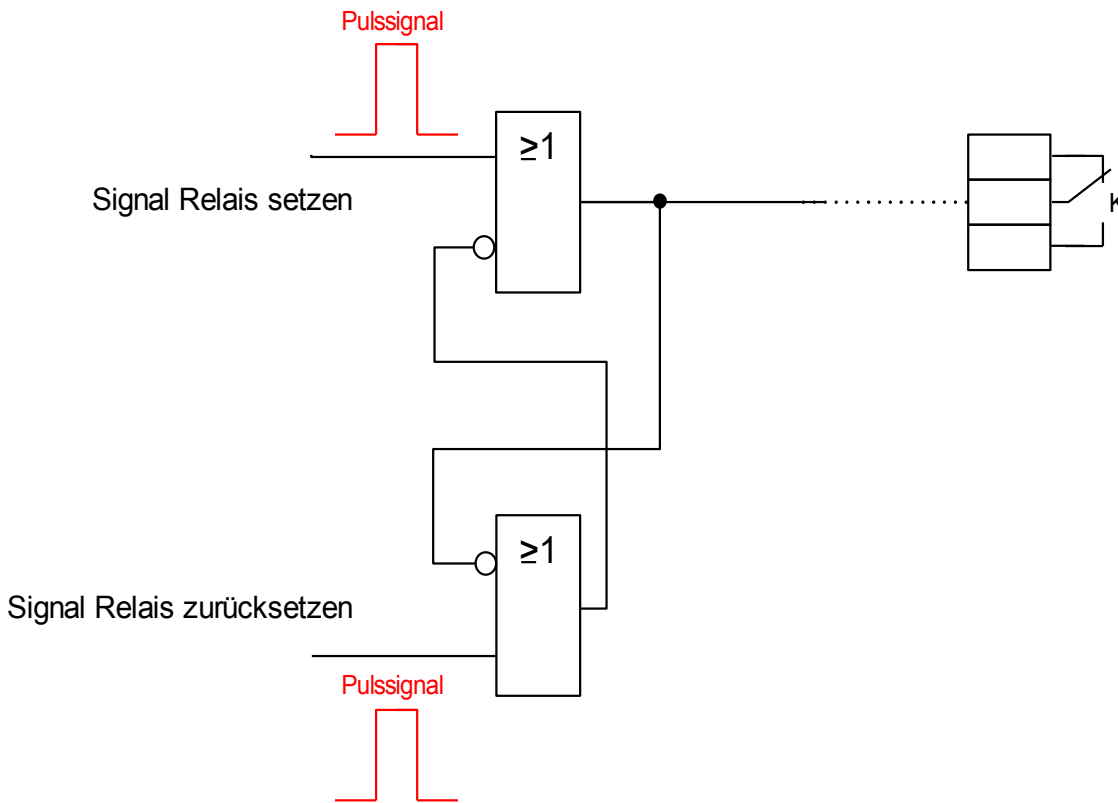 Pulssignal
≥1
Signal Relais setzen
K
≥1
Signal Relais zurücksetzen
Pulssignal